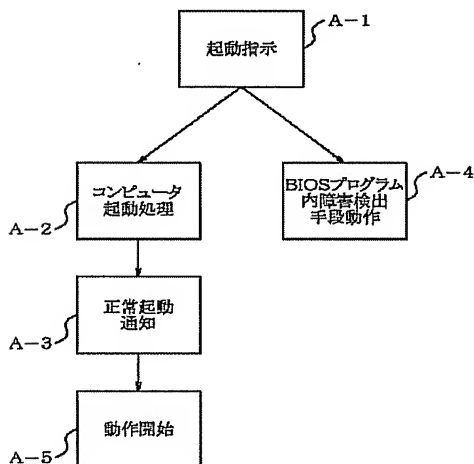 A-1
起動指示
コンピュータ
起動処理
A-2
BIOSプログラム
内障害検出
手段動作
A-4
正常起動
通知
A-3
動作開始
A-5